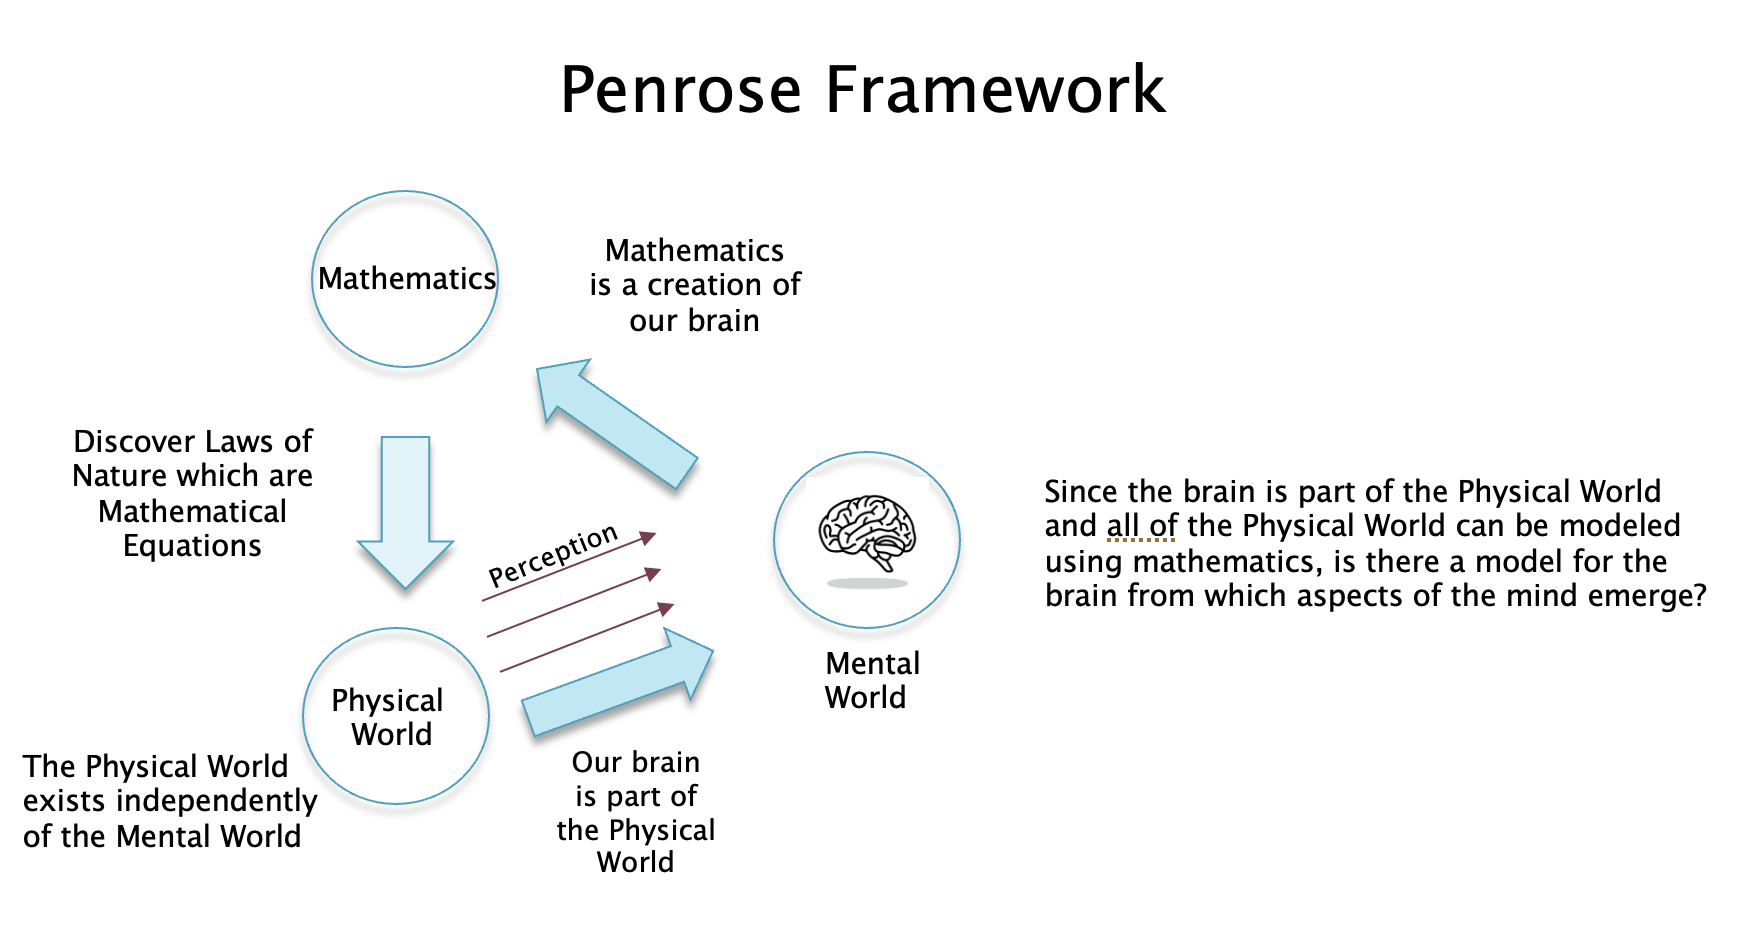 Penrose Framework
Mathematics
Mathematics
is a creation of
our brain
Discover Laws of
Nature which are
Mathematical
Equations
Perception
Since the brain is part of the Physical World
and all of the Physical World can be modeled
using mathematics, is there a model for the
brain from which aspects of the mind emerge?
Mental
World
Physical
World
The Physical World
exists independently
of the Mental World
Our brain
is part of
the Physical
World